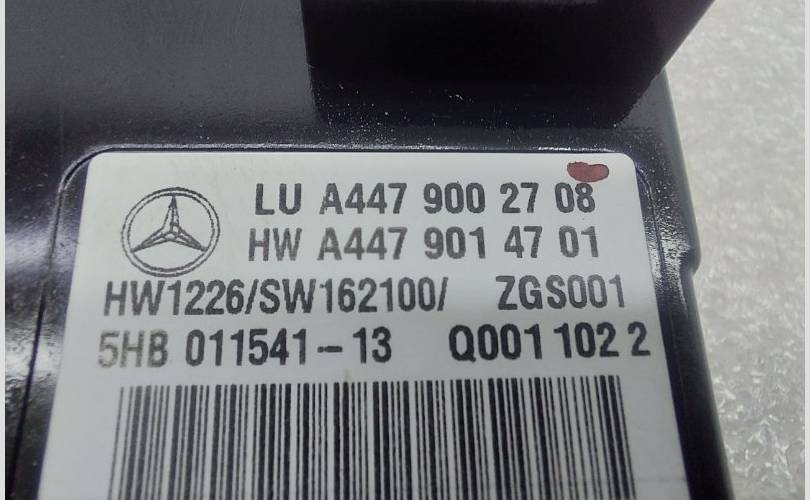 LU A447 900 27 08
HW A447 901 47 01
HW1226/SW162100/ ZGS001
5HB 011541-13 Q001 102 2